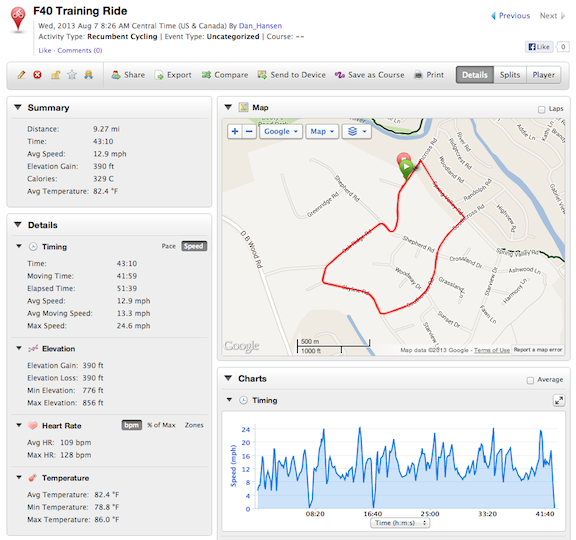 F40 Training Ride
Wed, 2013 Aug 7 8:26 AM Central Time (US & Canada) By Dan_Hansen
Activity Type: Recumbent Cycling | Event Type: Uncategorized | Course: --
Like · Comments (0)
Previous Next
Like 0
Share Export Compare Send to Device Save as Course Print Details Splits Player
Summary
Distance: 9.27 mi
Time: 43:10
Avg Speed: 12.9 mph
Elevation Gain: 390 ft
Calories: 329 C
Avg Temperature: 82.4 °F
Details
Timing Pace Speed
Time: 43:10
Moving Time: 41:59
Elapsed Time: 51:39
Avg Speed: 12.9 mph
Avg Moving Speed: 13.3 mph
Max Speed: 24.6 mph
Elevation
Elevation Gain: 390 ft
Elevation Loss: 390 ft
Min Elevation: 776 ft
Max Elevation: 856 ft
Heart Rate bpm % of Max Zones
Avg HR: 109 bpm
Max HR: 128 bpm
Temperature
Avg Temperature: 82.4 °F
Min Temperature: 78.8 °F
Max Temperature: 86.0 °F
Map Laps
+ − Google Map
River Rd
Ridgecrest Rd
Addie Ln
Kathi Ln
Gabriel View
Randolph Rd
Highview Rd
Shepherd Rd
Greenridge Rd
D B Wood Rd
Shepherd Rd
Crossland Dr
Spring Valley Rd
Woodway Dr
Grassland
Ashwood Ln
Harmony Ln
Riverview Dr
Fawn Ln
Sunset Dr
Starview
500 m
1000 ft
Google
Map data ©2013 Google - Terms of Use Report a map error
Charts Average
Timing
Speed (mph)
24
20
16
12
8
4
0
08:20 16:40 25:00 33:20 41:40
Time (h:m:s)